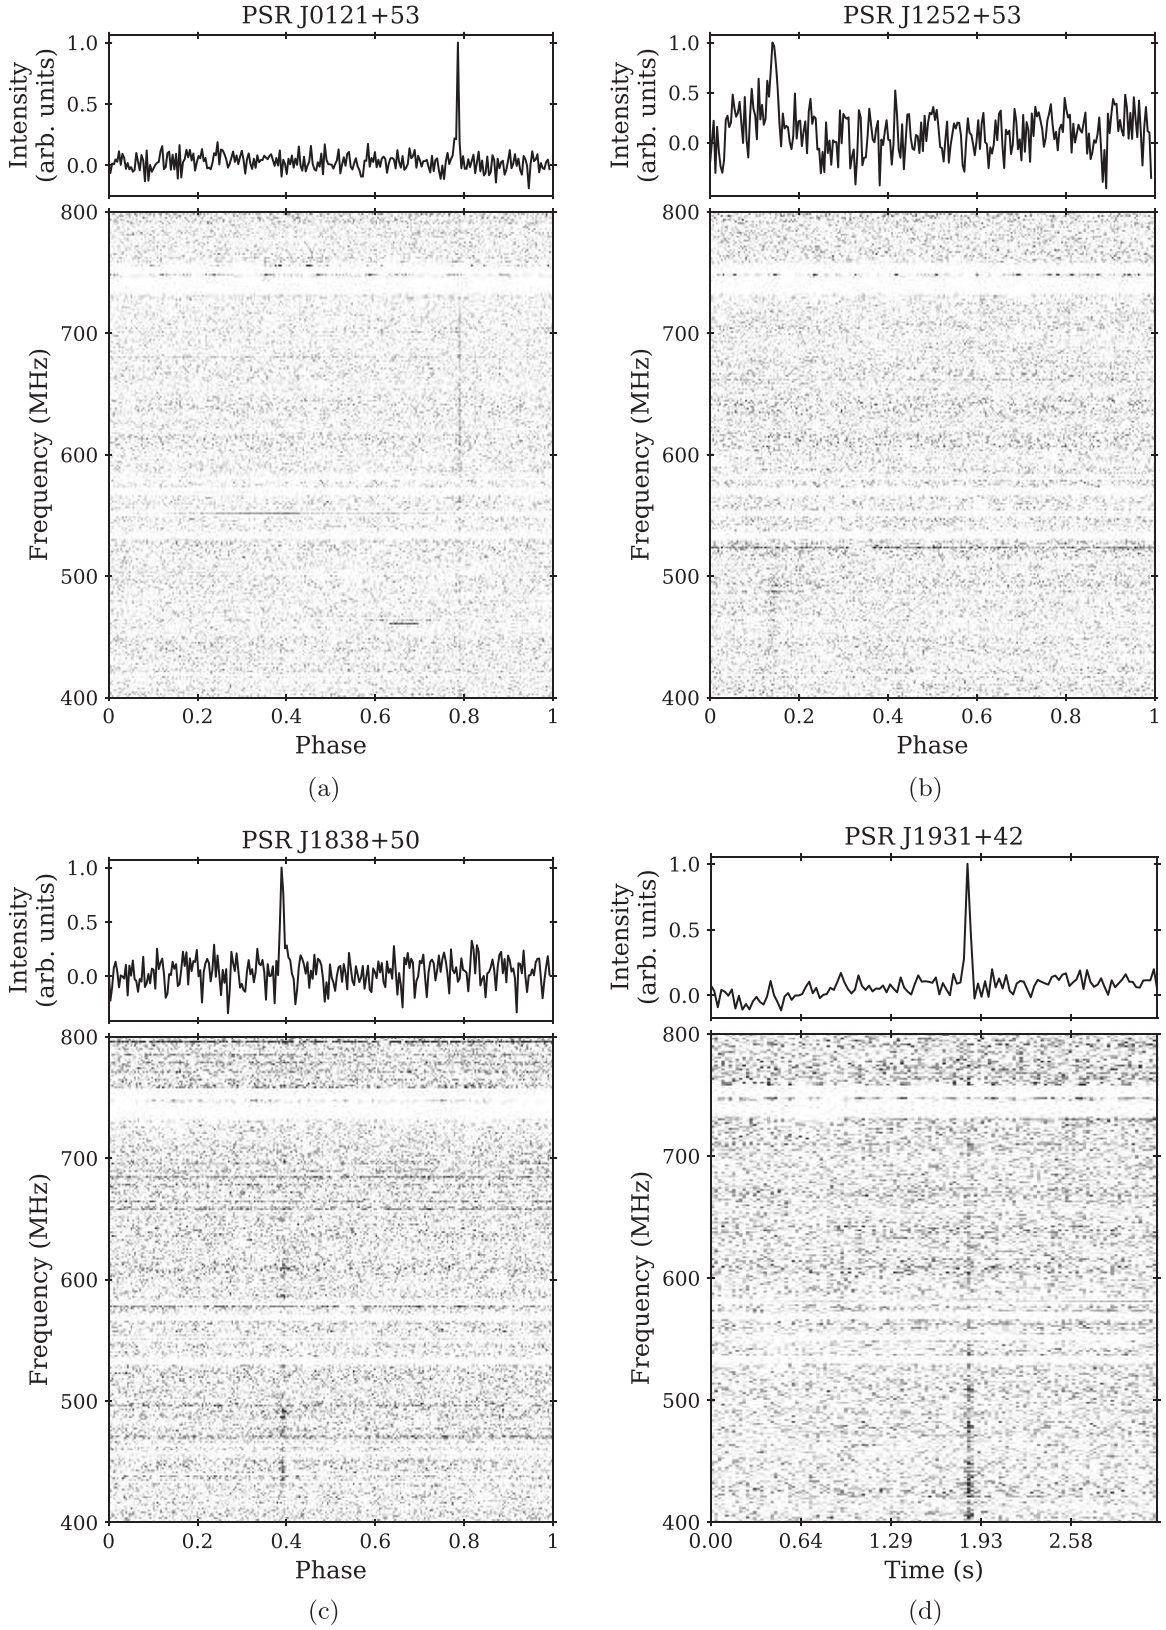 PSR J0121+53
Intensity
(arb. units)
1.0
0.5
0.0
Frequency (MHz)
800
700
600
500
400
0 0.2 0.4 0.6 0.8 1
Phase
(a)
PSR J1252+53
Intensity
(arb. units)
1.0
0.5
0.0
Frequency (MHz)
800
700
600
500
400
0 0.2 0.4 0.6 0.8 1
Phase
(b)
PSR J1838+50
Intensity
(arb. units)
1.0
0.5
0.0
Frequency (MHz)
800
700
600
500
400
0 0.2 0.4 0.6 0.8 1
Phase
(c)
PSR J1931+42
Intensity
(arb. units)
1.0
0.5
0.0
Frequency (MHz)
800
700
600
500
400
0.00 0.64 1.29 1.93 2.58
Time (s)
(d)